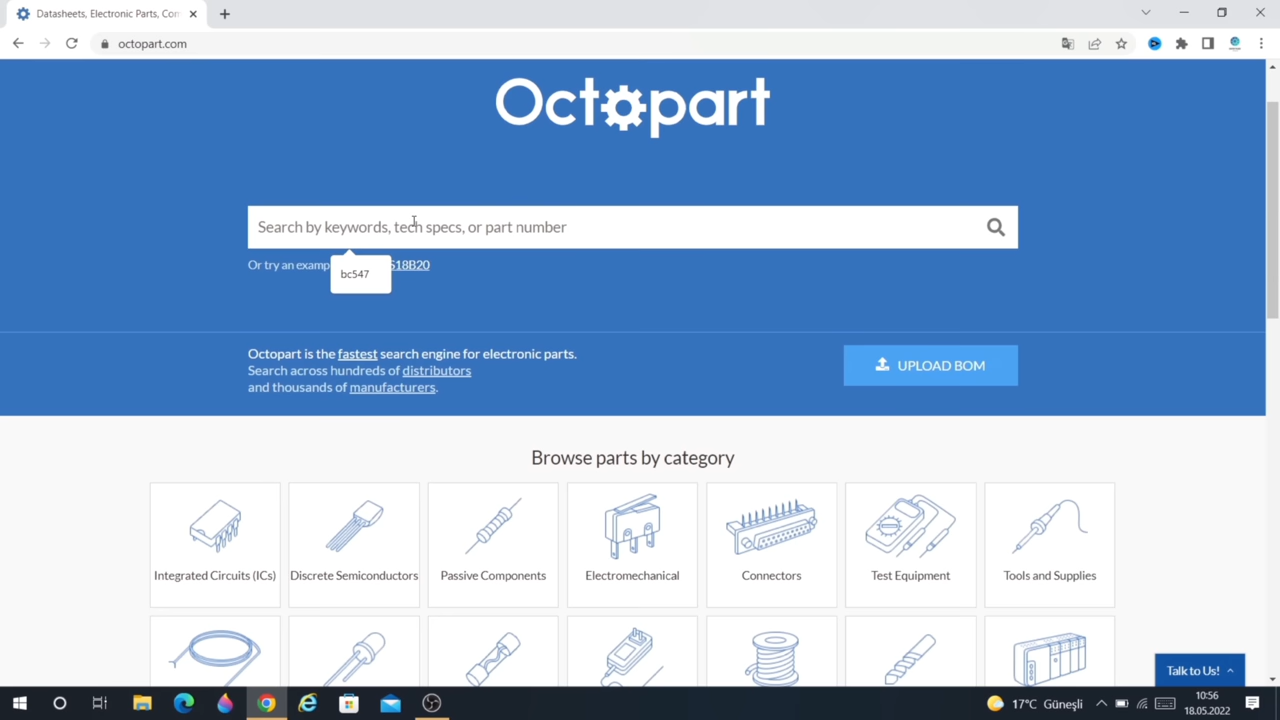 Datasheets, Electronic Parts, Com
octopart.com
Octopart
Search by keywords, tech specs, or part number
Or try an examp
S18B20
bc547
Octopart is the fastest search engine for electronic parts.
Search across hundreds of distributors
and thousands of manufacturers.
UPLOAD BOM
Browse parts by category
Integrated Circuits (ICs)
Discrete Semiconductors
Passive Components
Electromechanical
Connectors
Test Equipment
Tools and Supplies
Talk to Us!
17°C Güneşli
10:56
18.05.2022